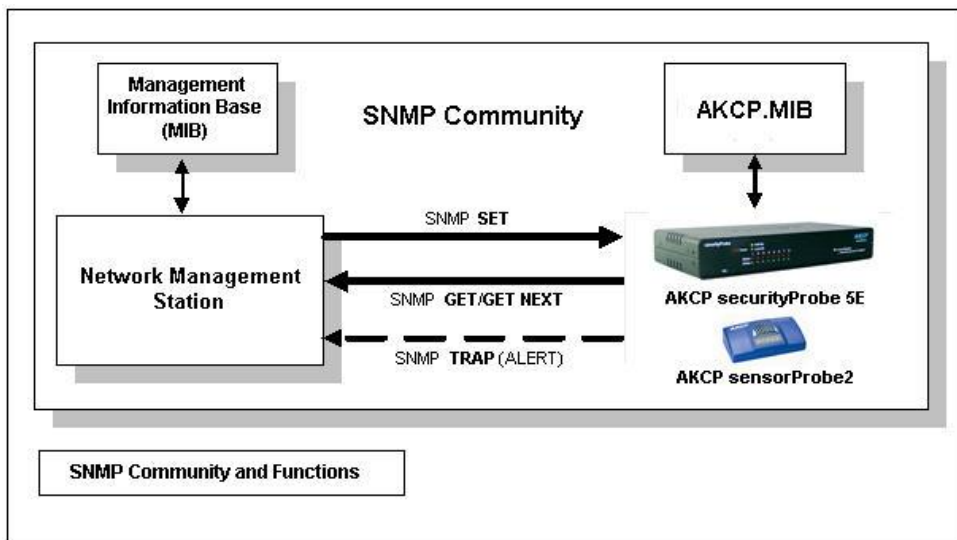 Management
Information Base
(MIB)
SNMP Community
AKCP.MIB
SNMP SET
Network Management
Station
SNMP GET/GET NEXT
AKCP securityProbe 5E
SNMP TRAP (ALERT)
AKCP sensorProbe2
SNMP Community and Functions